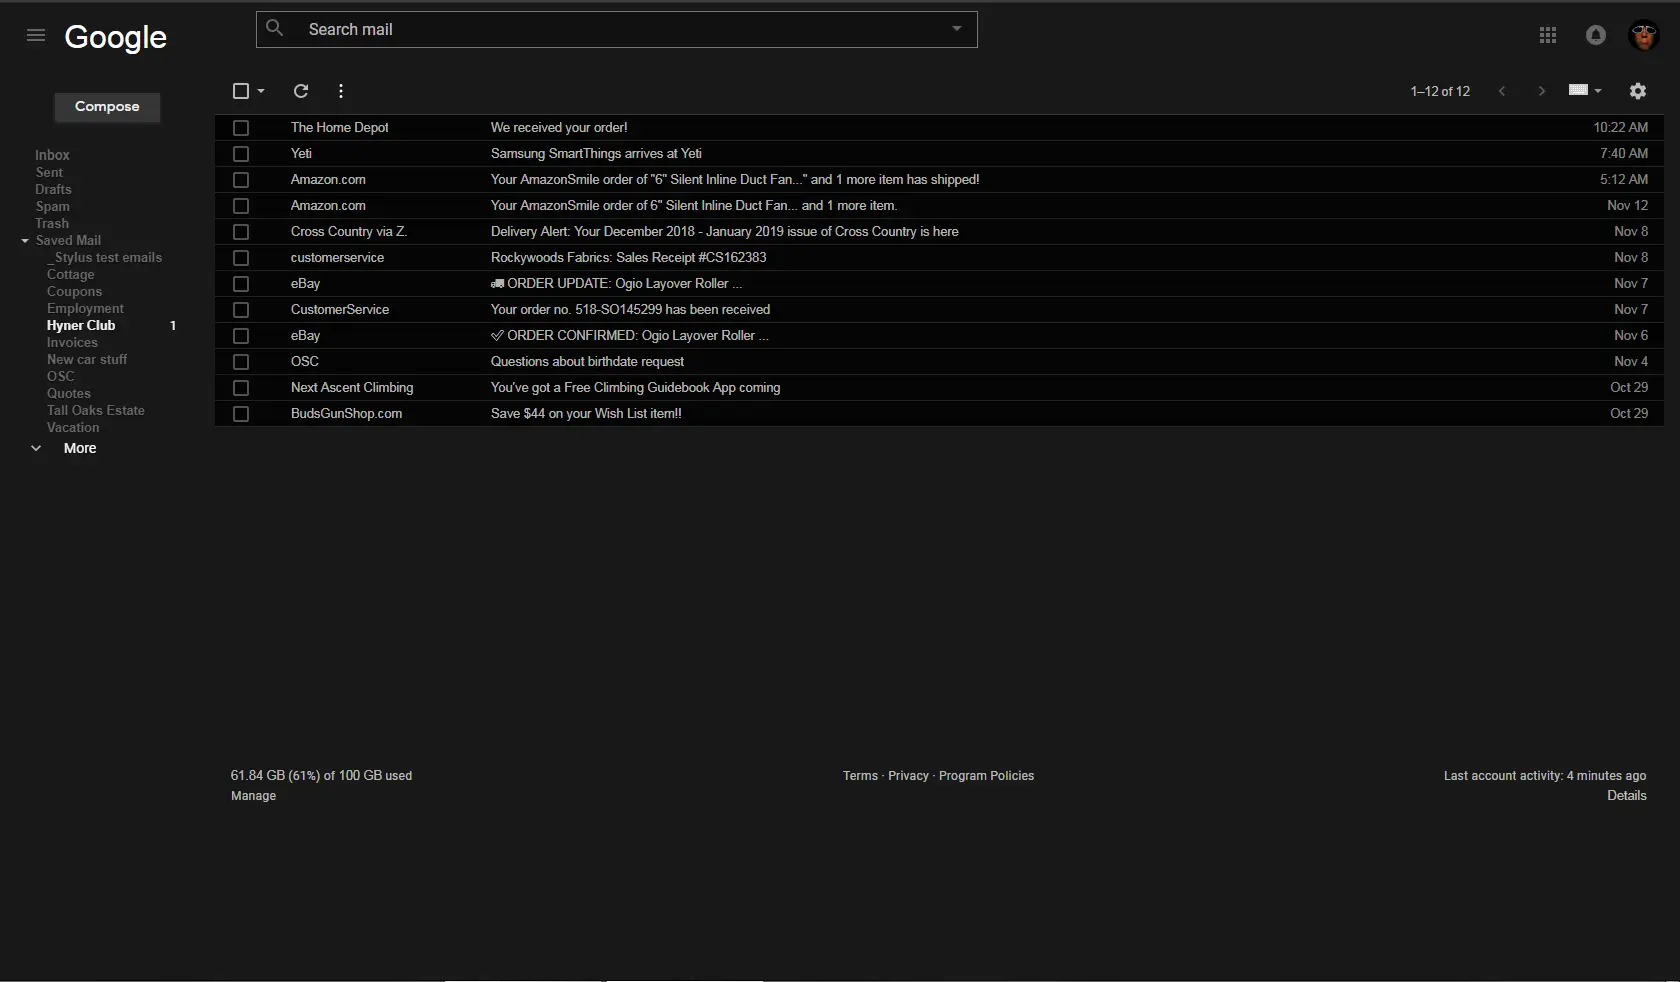 Google
Search mail
Compose
1–12 of 12
Inbox
Sent
Drafts
Spam
Trash
Saved Mail
_Stylus test emails
Cottage
Coupons
Employment
Hyner Club 1
Invoices
New car stuff
OSC
Quotes
Tall Oaks Estate
Vacation
More
The Home Depot We received your order! 10:22 AM
Yeti Samsung SmartThings arrives at Yeti 7:40 AM
Amazon.com Your AmazonSmile order of "6" Silent Inline Duct Fan..." and 1 more item has shipped! 5:12 AM
Amazon.com Your AmazonSmile order of 6" Silent Inline Duct Fan... and 1 more item. Nov 12
Cross Country via Z. Delivery Alert: Your December 2018 - January 2019 issue of Cross Country is here Nov 8
customerservice Rockywoods Fabrics: Sales Receipt #CS162383 Nov 8
eBay 🚚 ORDER UPDATE: Ogio Layover Roller ... Nov 7
CustomerService Your order no. 518-SO145299 has been received Nov 7
eBay ✅ ORDER CONFIRMED: Ogio Layover Roller ... Nov 6
OSC Questions about birthdate request Nov 4
Next Ascent Climbing You've got a Free Climbing Guidebook App coming Oct 29
BudsGunShop.com Save $44 on your Wish List item!! Oct 29
61.84 GB (61%) of 100 GB used
Manage
Terms · Privacy · Program Policies
Last account activity: 4 minutes ago
Details